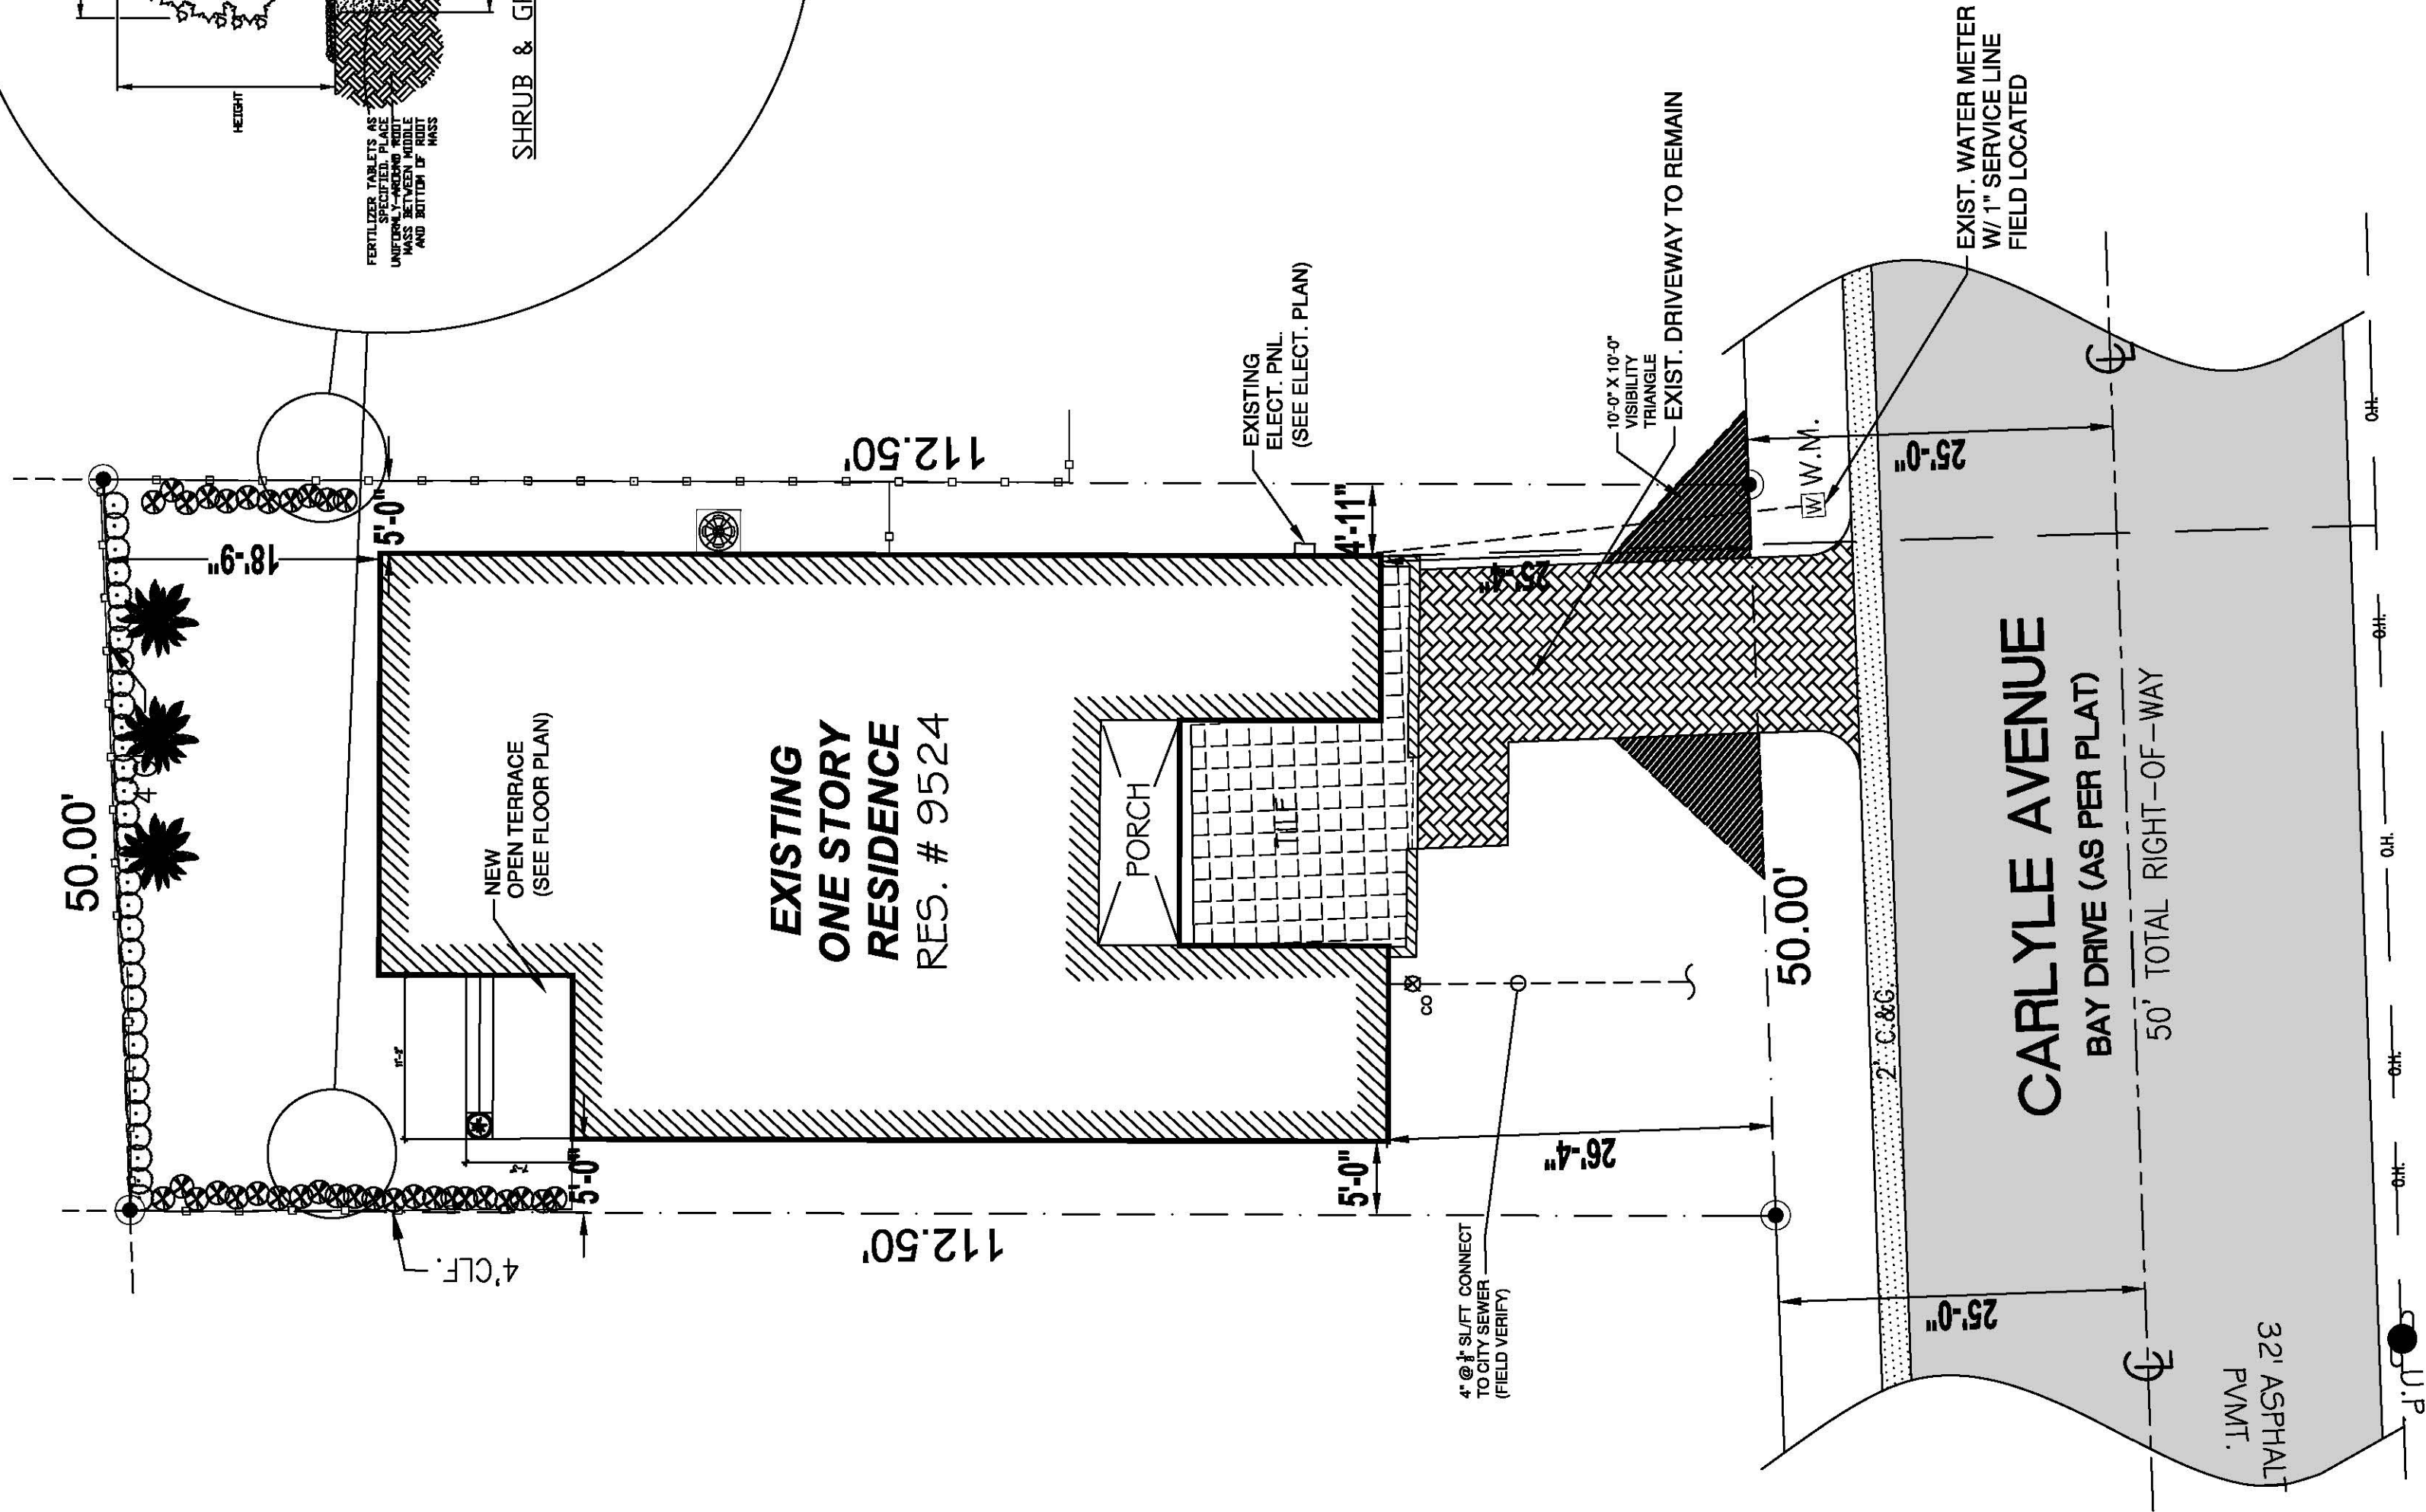 HEIGHT
FERTILIZER TABLETS AS
SPECIFIED. PLACE
UNIFORMLY AROUND ROOT
MASS BETWEEN MIDDLE
AND BOTTOM OF ROOT
MASS
SHRUB &
50.00'
18'-9"
5'-0"
112.50'
4
NEW
OPEN TERRACE
(SEE FLOOR PLAN)
4' CLF.
5'-0"
112.50'
EXISTING
ONE STORY
RESIDENCE
RES. # 9524
PORCH
TILE
EXISTING
ELECT. PNL.
(SEE ELECT. PLAN)
4'-11"
25'-4"
10'-0" X 10'-0"
VISIBILITY
TRIANGLE
EXIST. DRIVEWAY TO REMAIN
EXIST. WATER METER
W/ 1" SERVICE LINE
FIELD LOCATED
W W.M.
25'-0"
CO
5'-0"
26'-4"
4" @ 1/8" SL/FT CONNECT
TO CITY SEWER
(FIELD VERIFY)
50.00'
2' C.&G.
CARLYLE AVENUE
BAY DRIVE (AS PER PLAT)
50' TOTAL RIGHT-OF-WAY
25'-0"
32' ASPHALT
PVMT.
O.H.
O.H.
O.H.
O.H.
O.H.
U.P.